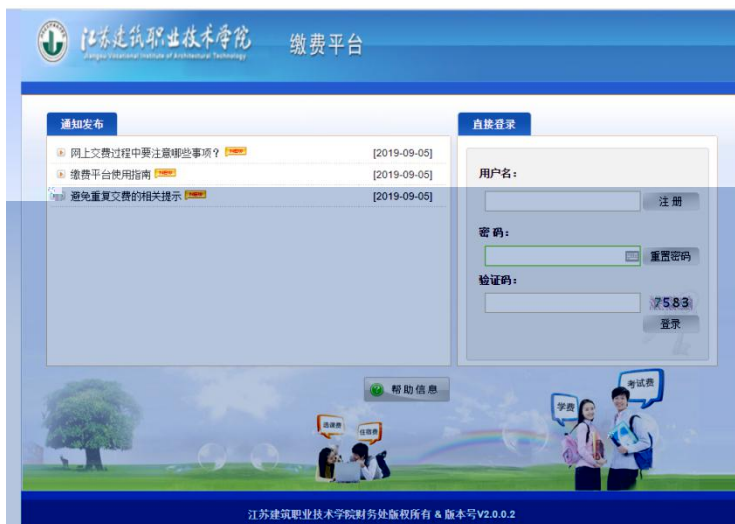 江苏建筑职业技术学院 缴费平台
Jiangsu Vocational Institute of Architectural Technology
通知发布
网上交费过程中要注意哪些事项? NEW [2019-09-05]
缴费平台使用指南 NEW [2019-09-05]
避免重复交费的相关提示 NEW [2019-09-05]
直接登录
用户名:
注册
密码:
重置密码
验证码:
7583
登录
帮助信息
选课费
住宿费
学费
考试费
江苏建筑职业技术学院财务处版权所有 & 版本号V2.0.0.2